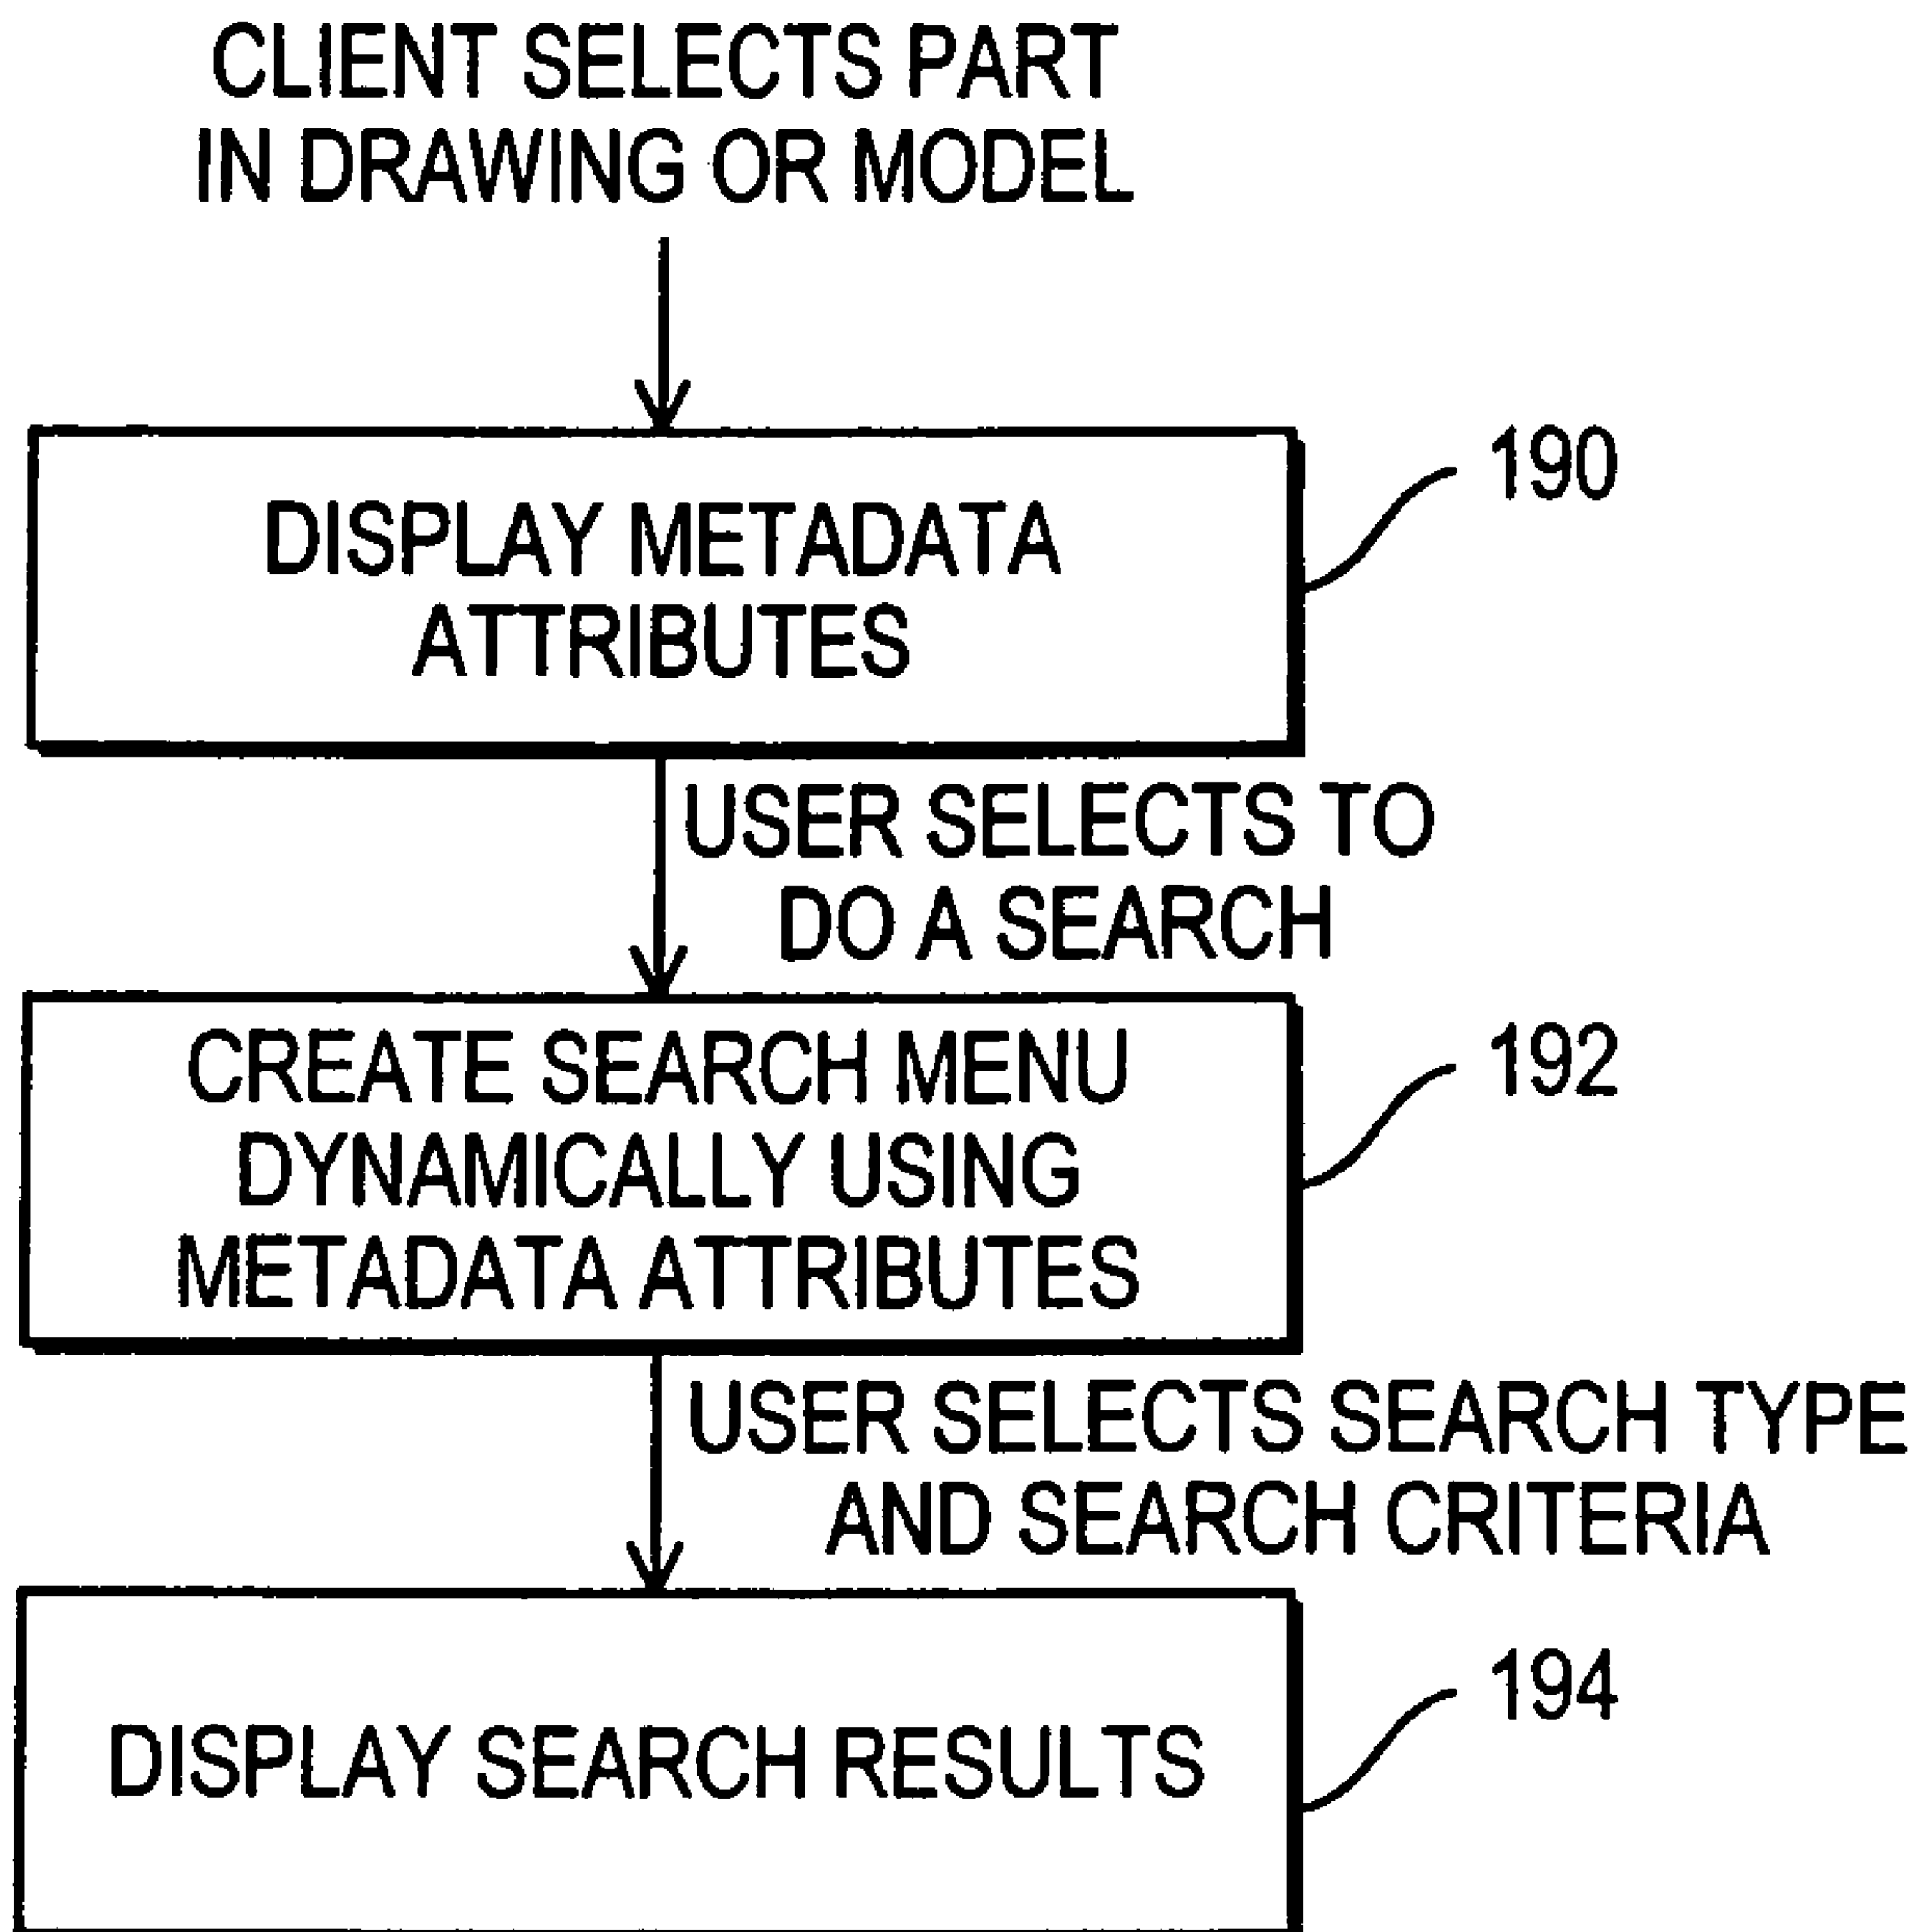 CLIENT SELECTS PART
IN DRAWING OR MODEL
190
DISPLAY METADATA
ATTRIBUTES
USER SELECTS TO
DO A SEARCH
192
CREATE SEARCH MENU
DYNAMICALLY USING
METADATA ATTRIBUTES
USER SELECTS SEARCH TYPE
AND SEARCH CRITERIA
194
DISPLAY SEARCH RESULTS